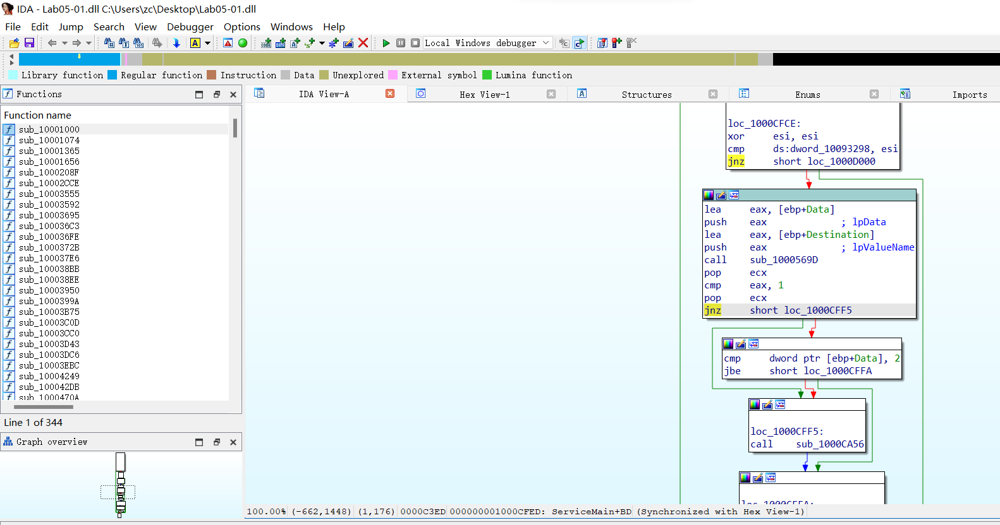 IDA - Lab05-01.dll C:\Users\zc\Desktop\Lab05-01.dll
File Edit Jump Search View Debugger Options Windows Help
Local Windows debugger
Library function Regular function Instruction Data Unexplored External symbol Lumina function
Functions
IDA View-A
Hex View-1
Structures
Enums
Imports
Function name
sub_10001000
sub_10001074
sub_10001365
sub_10001656
sub_1000208F
sub_10002CCE
sub_10003555
sub_10003592
sub_10003695
sub_100036C3
sub_100036FE
sub_1000372B
sub_100037E6
sub_100038BB
sub_100038EE
sub_10003950
sub_1000399A
sub_10003B75
sub_10003C0D
sub_10003CC0
sub_10003D43
sub_10003DC6
sub_10003EBC
sub_10004249
sub_100042DB
sub_1000470A
Line 1 of 344
Graph overview
loc_1000CFCE:
xor esi, esi
cmp ds:dword_10093298, esi
jnz short loc_1000D000
lea eax, [ebp+Data]
push eax ; lpData
lea eax, [ebp+Destination]
push eax ; lpValueName
call sub_1000569D
pop ecx
cmp eax, 1
pop ecx
jnz short loc_1000CFF5
cmp dword ptr [ebp+Data], 2
jbe short loc_1000CFFA
loc_1000CFF5:
call sub_1000CA56
loc_1000CFFA:
100.00% (-662,1448) (1,176) 0000C3ED 000000001000CFED: ServiceMain+BD (Synchronized with Hex View-1)